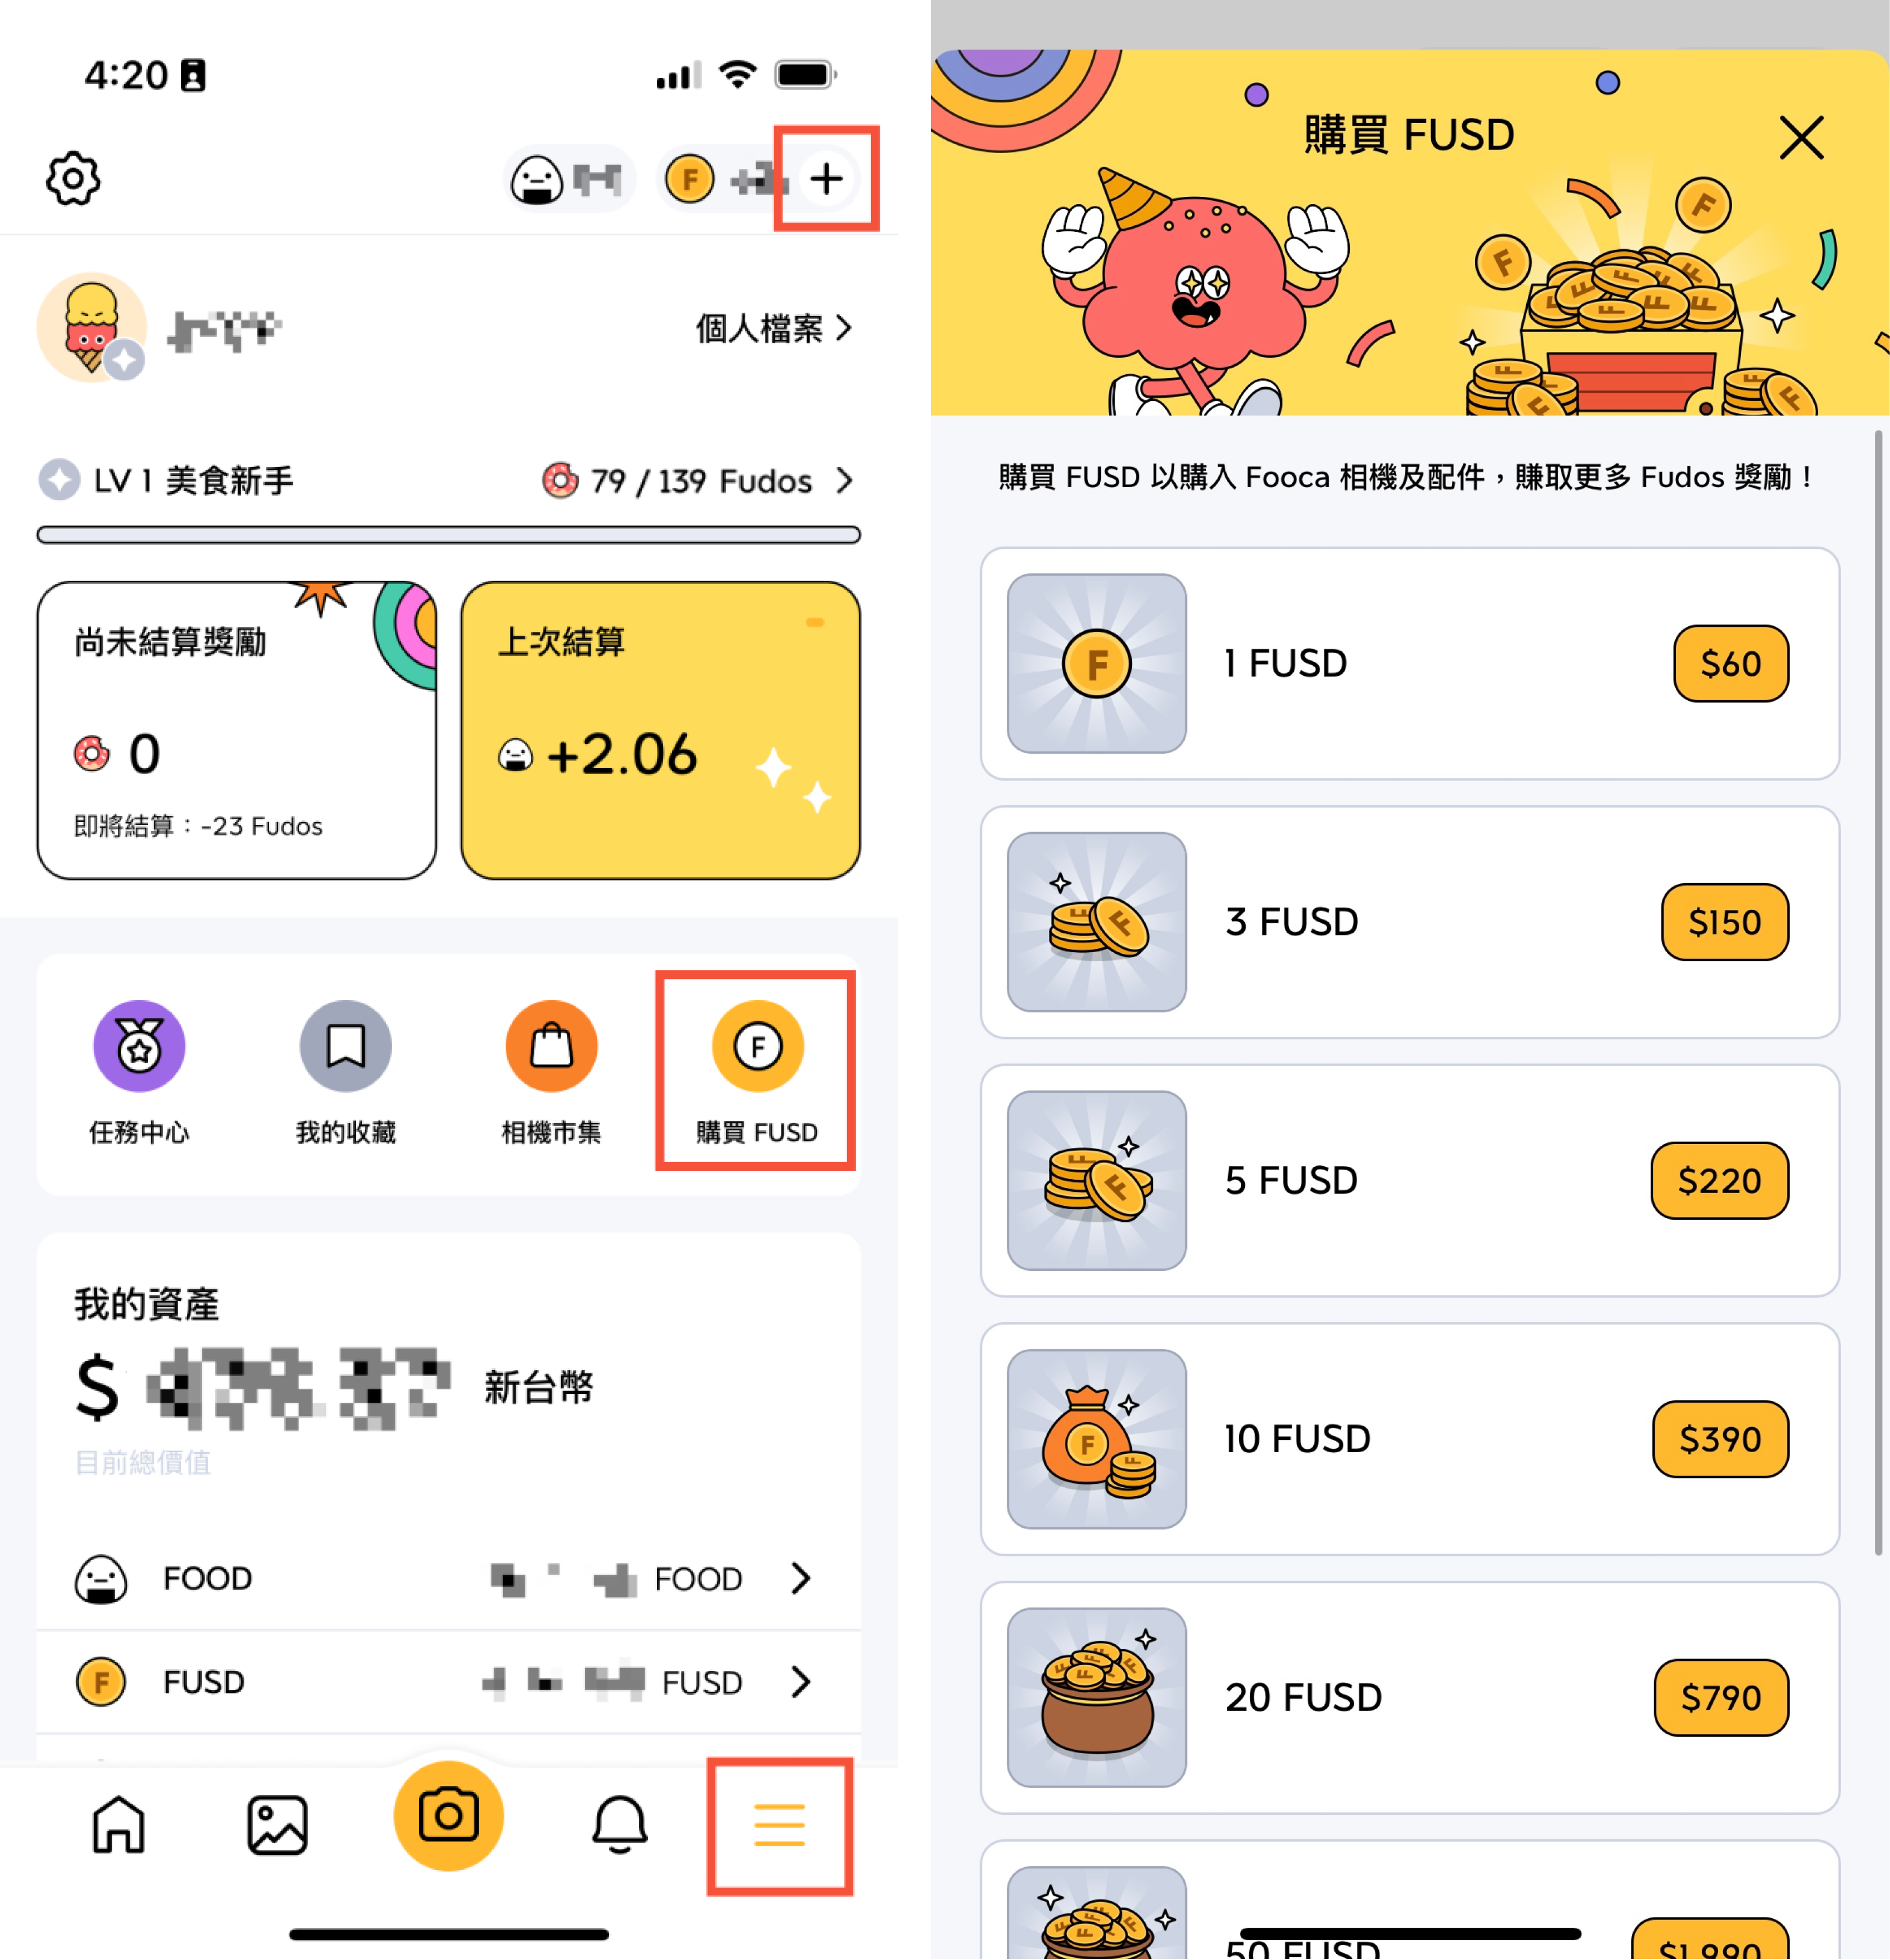 4:20
F
+
個人檔案
LV 1 美食新手
79 / 139 Fudos
尚未結算獎勵
0
即將結算：-23 Fudos
上次結算
+2.06
F
任務中心
我的收藏
相機市集
購買 FUSD
我的資產
$
新台幣
目前總價值
FOOD
FOOD
F
FUSD
FUSD
購買 FUSD
購買 FUSD 以購入 Fooca 相機及配件，賺取更多 Fudos 獎勵！
F
1 FUSD
$60
3 FUSD
$150
5 FUSD
$220
F
10 FUSD
$390
20 FUSD
$790
50 FUSD
$1,990